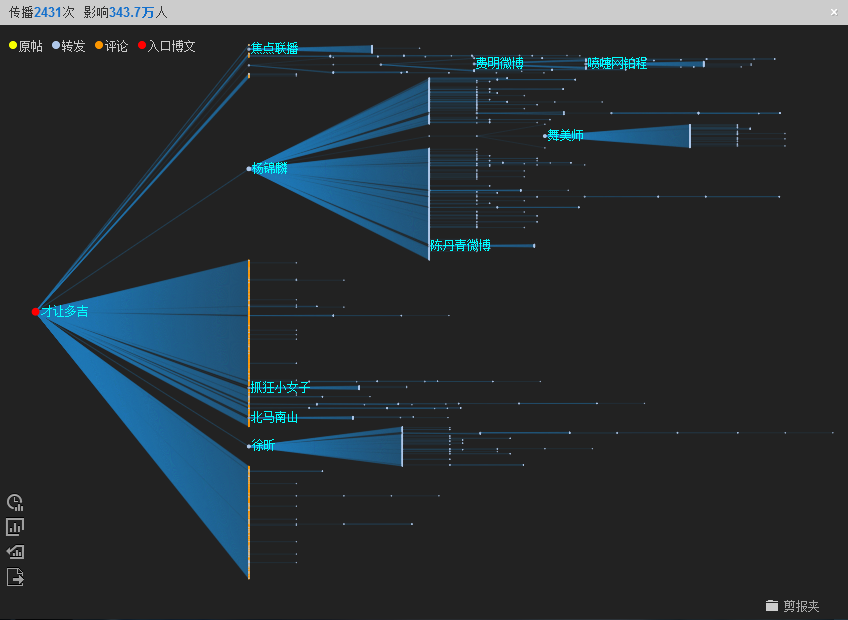 传播2431次 影响343.7万人
×
原帖 转发 评论 入口博文
焦点联播
费明微博
喷嚏网铂程
舞美师
杨锦麟
陈丹青微博
才让多吉
抓狂小女子
北马南山
徐昕
剪报夹